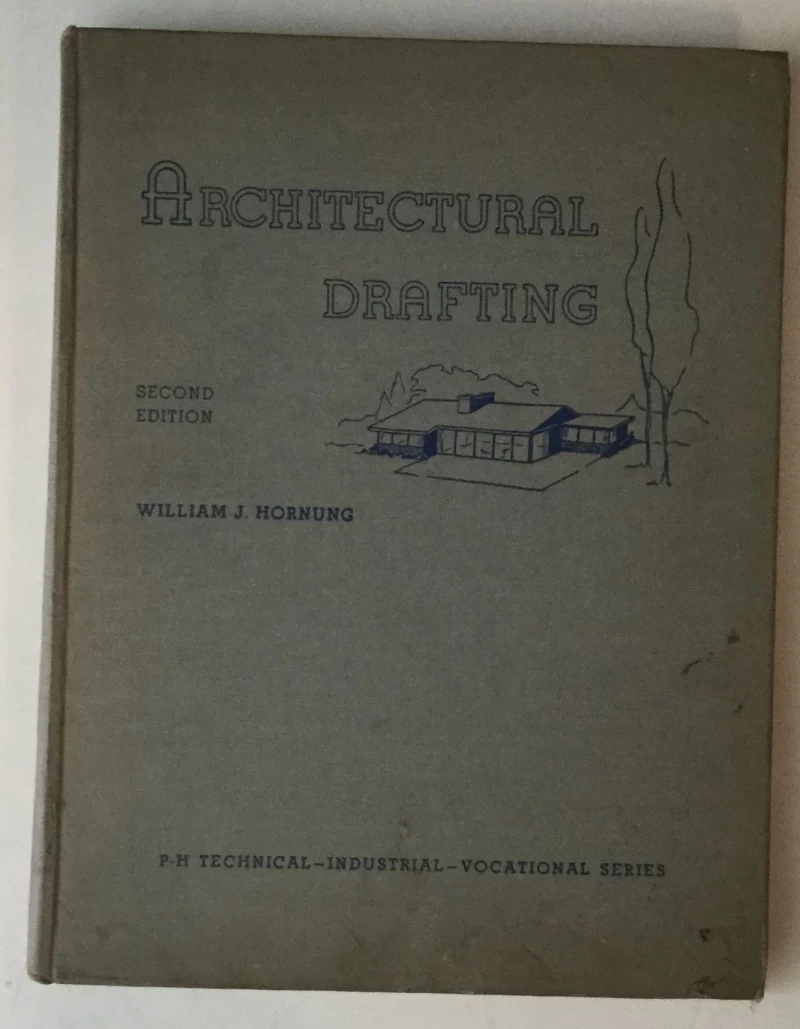 ARCHITECTURAL
DRAFTING
SECOND
EDITION
WILLIAM J. HORNUNG
P-H TECHNICAL–INDUSTRIAL–VOCATIONAL SERIES